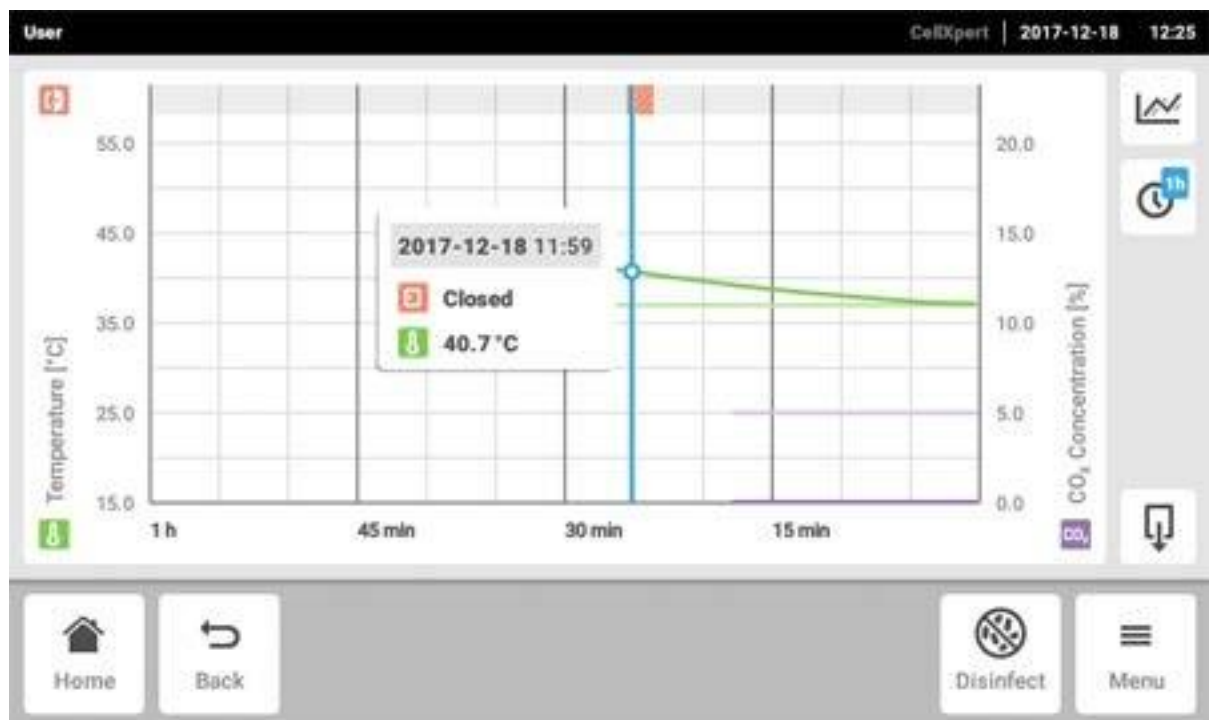 User CellXpert | 2017-12-18 12:25
55.0 20.0
1h
45.0 15.0
2017-12-18 11:59
Closed
35.0 10.0
40.7 °C
25.0 5.0
15.0 0.0
Temperature [°C]
CO₂ Concentration [%]
1 h 45 min 30 min 15 min
CO₂
Home Back Disinfect Menu